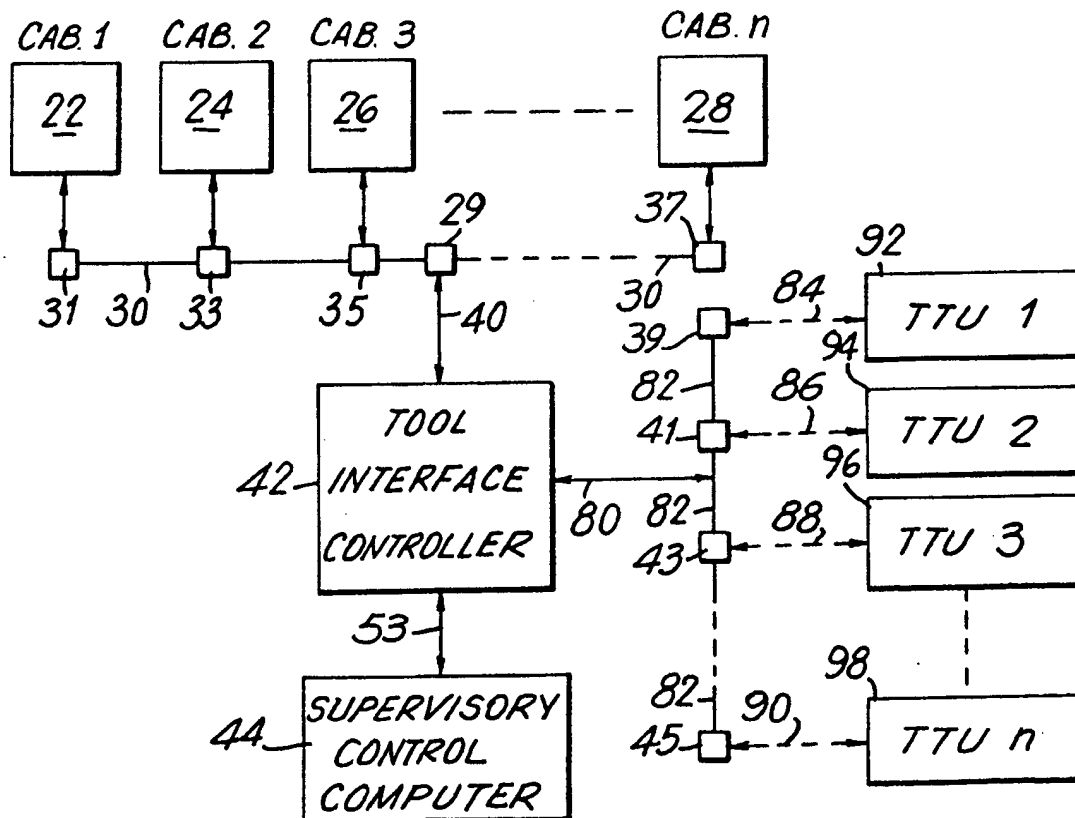 CAB. 1 CAB. 2 CAB. 3 CAB. n
22 24 26 28
29 37
31 30 33 35 40 30
92
84 TTU 1
39
82 94
86
41 TTU 2
TOOL
INTERFACE
CONTROLLER
42
80 82 96
88
43 TTU 3
53
82 98
90
45 TTU n
SUPERVISORY
CONTROL
COMPUTER
44